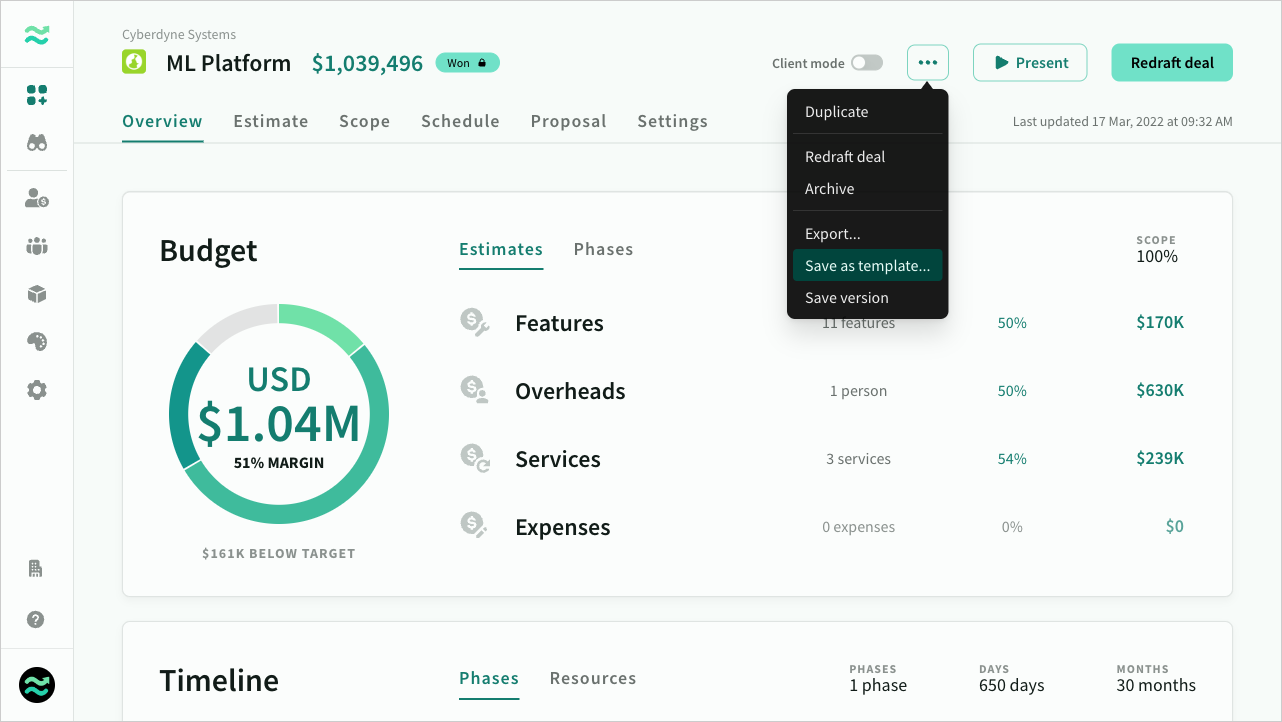 Cyberdyne Systems
ML Platform $1,039,496 Won
Client mode ••• Present Redraft deal
Overview Estimate Scope Schedule Proposal Settings
Last updated 17 Mar, 2022 at 09:32 AM
Duplicate
Redraft deal
Archive
Export...
Save as template...
Save version
Budget
USD
$1.04M
51% MARGIN
$161K BELOW TARGET
Estimates Phases
SCOPE
100%
Features 11 features 50% $170K
Overheads 1 person 50% $630K
Services 3 services 54% $239K
Expenses 0 expenses 0% $0
Timeline
Phases Resources
PHASES DAYS MONTHS
1 phase 650 days 30 months